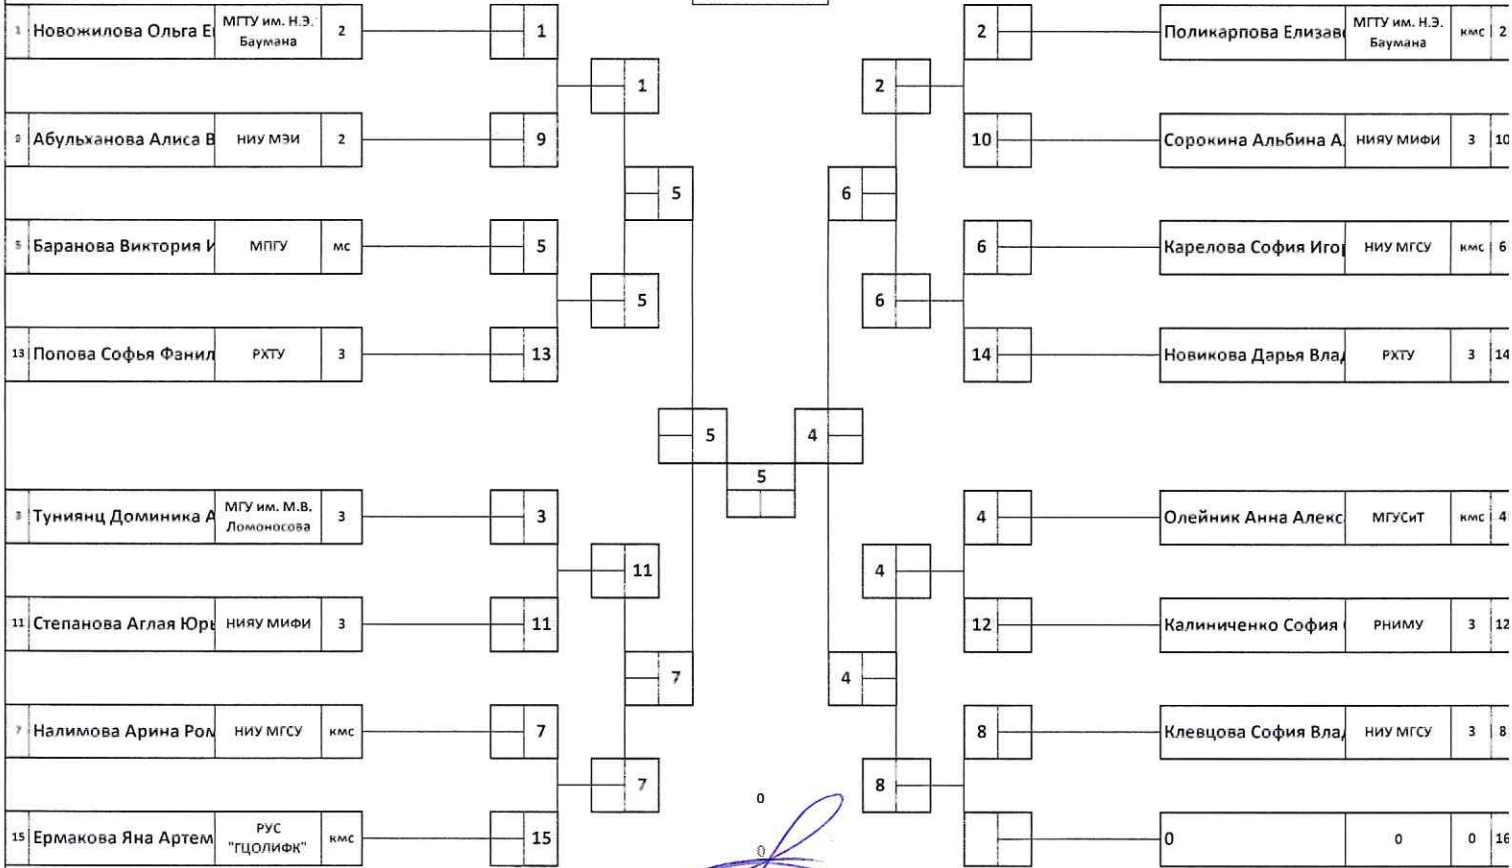 1 Новожилова Ольга Е МГТУ им. Н.Э. Баумана 2 1 2 Поликарпова Елизав МГТУ им. Н.Э. Баумана кмс 2
1 2
9 Абульханова Алиса В НИУ МЭИ 2 9 10 Сорокина Альбина А. НИЯУ МИФИ 3 10
5 6
5 Баранова Виктория И МПГУ мс 5 6 Карелова София Игор НИУ МГСУ кмс 6
5 6
13 Попова Софья Фанил РХТУ 3 13 14 Новикова Дарья Влад РХТУ 3 14
5 4
5
3 Туниянц Доминика А МГУ им. М.В. Ломоносова 3 3 4 Олейник Анна Алекс МГУСиТ кмс 4
11 4
11 Степанова Аглая Юрь НИЯУ МИФИ 3 11 12 Калиниченко София РНИМУ 3 12
7 4
7 Налимова Арина Ром НИУ МГСУ кмс 7 8 Клевцова София Влад НИУ МГСУ 3 8
7 0 8
15 Ермакова Яна Артем РУС "ГЦОЛИФК" кмс 15 0 0 0 0 16